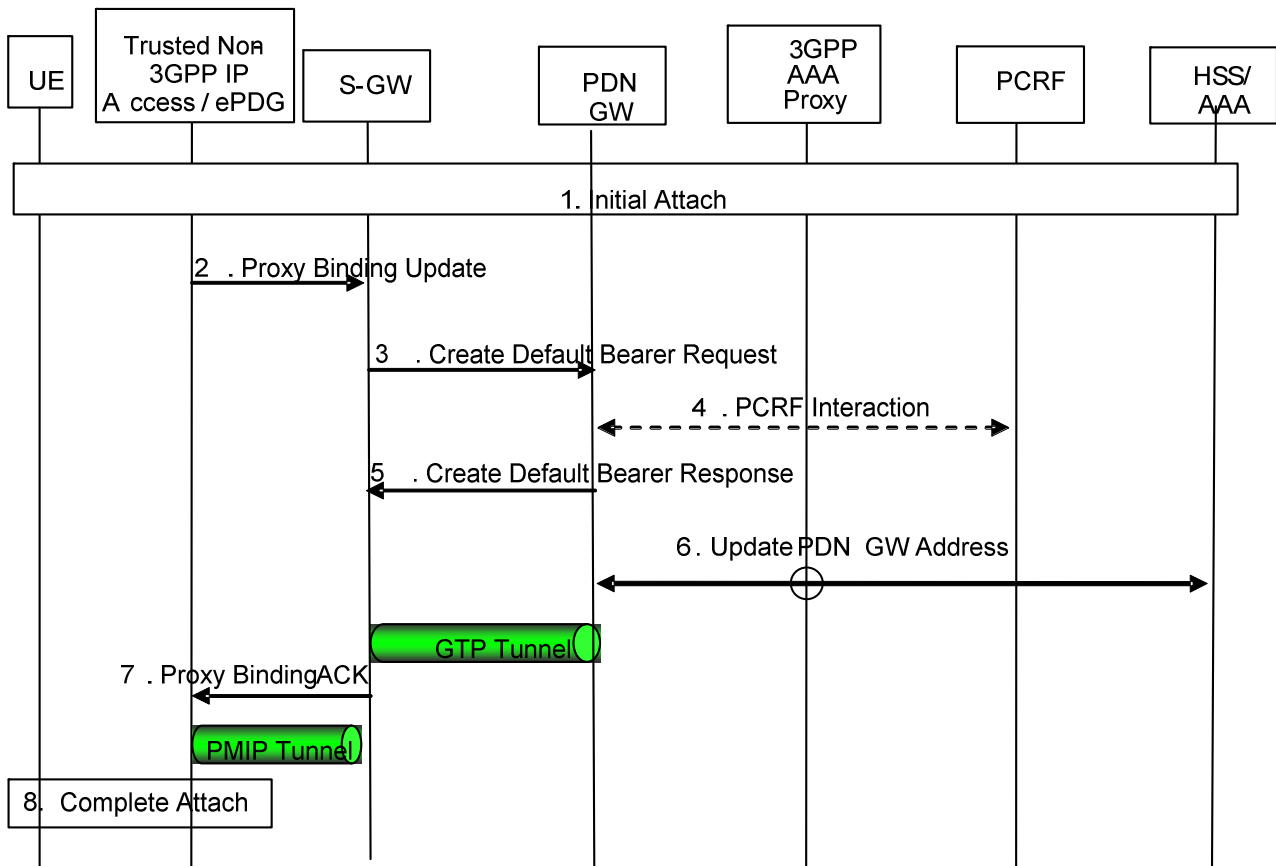 UE
Trusted Non
3GPP IP
A ccess / ePDG
S-GW
PDN
GW
3GPP
AAA
Proxy
PCRF
HSS/
AAA
1. Initial Attach
2 . Proxy Binding Update
3 . Create Default Bearer Request
4 . PCRF Interaction
5 . Create Default Bearer Response
6. Update PDN GW Address
GTP Tunnel
7 . Proxy Binding ACK
PMIP Tunnel
8. Complete Attach